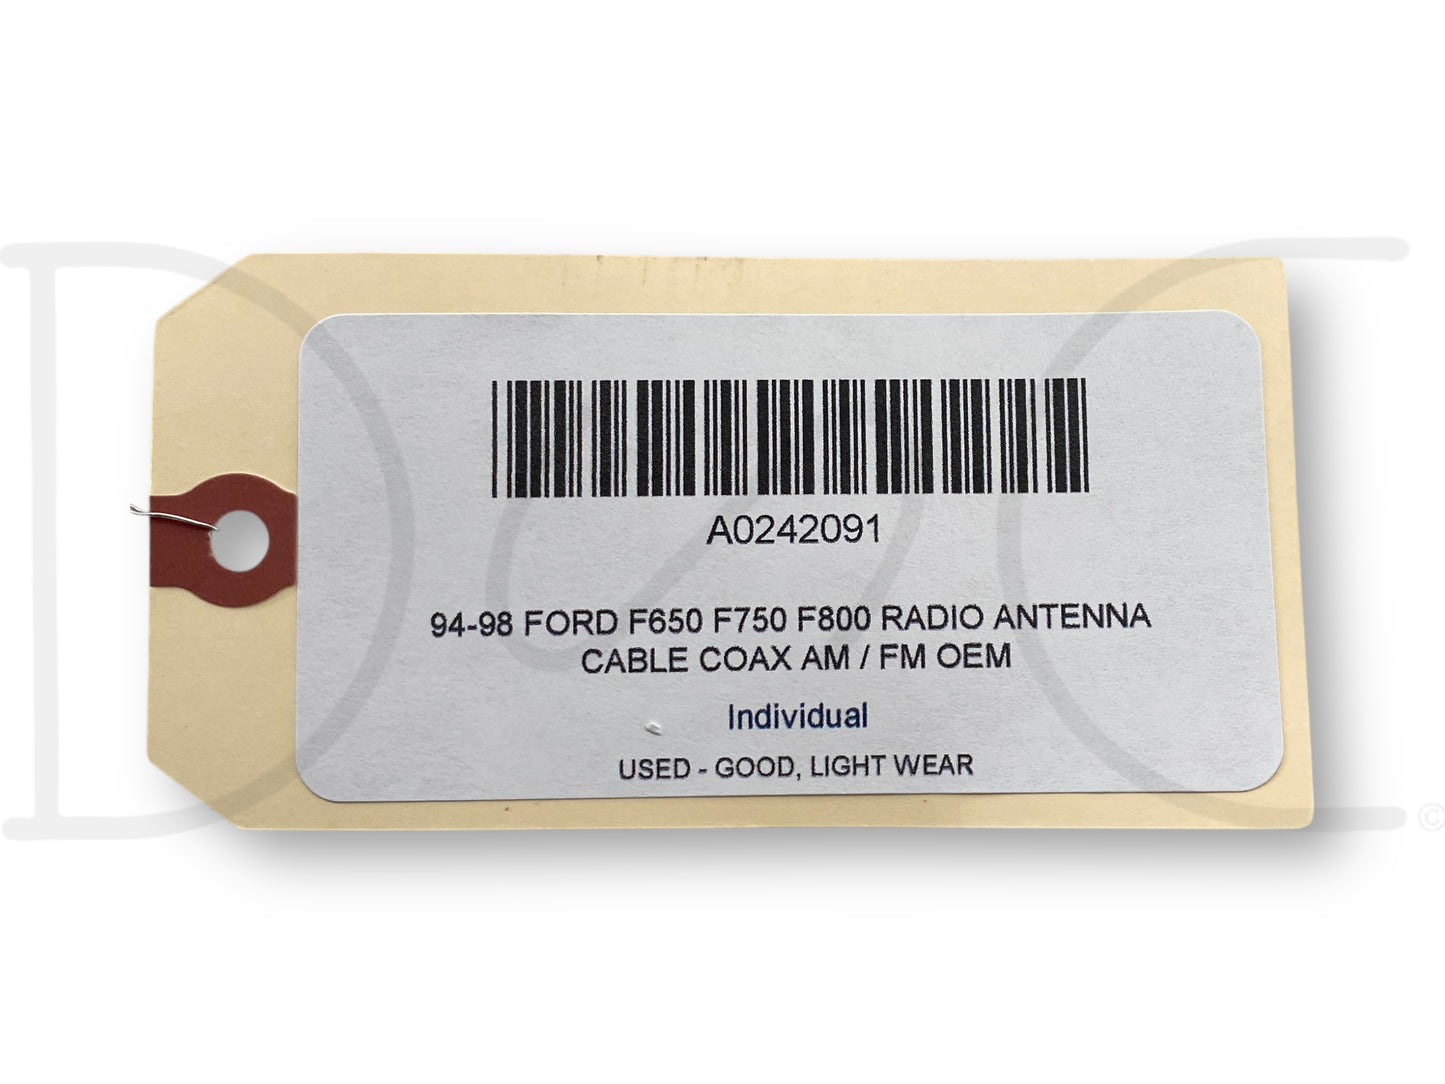 A0242091
94-98 FORD F650 F750 F800 RADIO ANTENNA
CABLE COAX AM / FM OEM
Individual
USED - GOOD, LIGHT WEAR
©